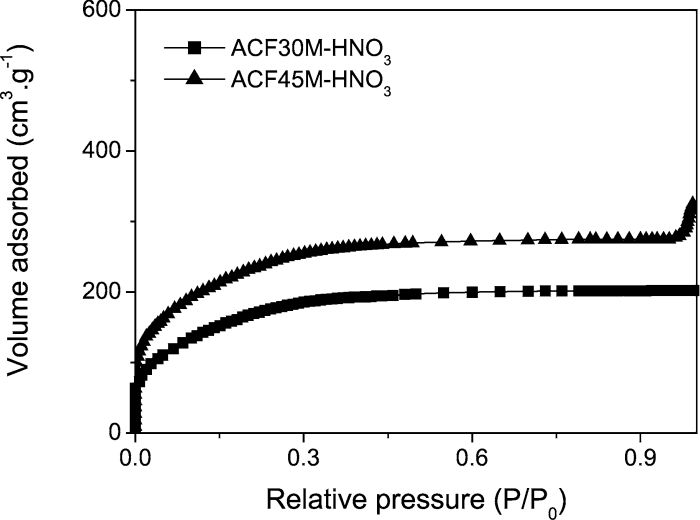 600
400
200
0
Volume adsorbed (cm³.g⁻¹)
ACF30M-HNO₃
ACF45M-HNO₃
0.0 0.3 0.6 0.9
Relative pressure (P/P₀)